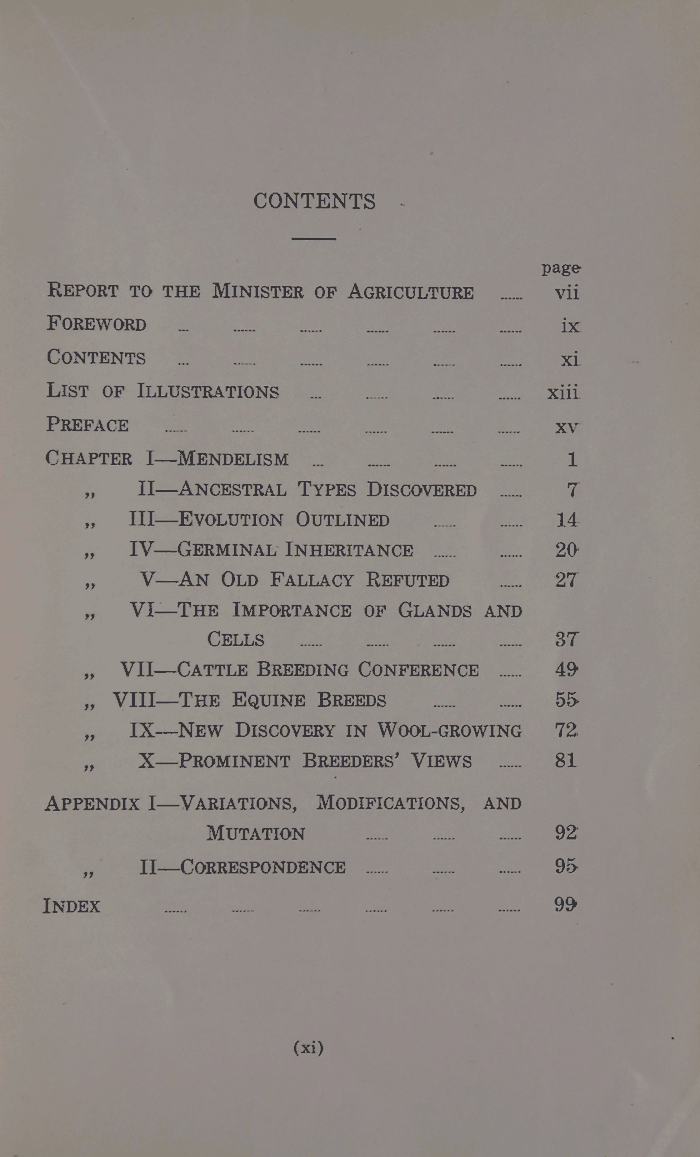 CONTENTS
page
REPORT TO THE MINISTER OF AGRICULTURE ...... vii
FOREWORD ... ...... ...... ...... ...... ...... ix
CONTENTS ... ...... ...... ...... ...... ...... xi
LIST OF ILLUSTRATIONS ... ...... ...... ...... xiii
PREFACE ...... ...... ...... ...... ...... ...... xv
CHAPTER I—MENDELISM ... ...... ...... ...... 1
„ II—ANCESTRAL TYPES DISCOVERED ...... 7
„ III—EVOLUTION OUTLINED ...... ...... 14
„ IV—GERMINAL INHERITANCE ...... ...... 20
„ V—AN OLD FALLACY REFUTED ...... 27
„ VI—THE IMPORTANCE OF GLANDS AND
CELLS ...... ...... ...... ...... 37
„ VII—CATTLE BREEDING CONFERENCE ...... 49
„ VIII—THE EQUINE BREEDS ...... ...... 55
„ IX—NEW DISCOVERY IN WOOL-GROWING 72
„ X—PROMINENT BREEDERS' VIEWS ...... 81
APPENDIX I—VARIATIONS, MODIFICATIONS, AND
MUTATION ...... ...... ...... 92
„ II—CORRESPONDENCE ...... ...... ...... 95
INDEX ...... ...... ...... ...... ...... ...... 99
(xi)